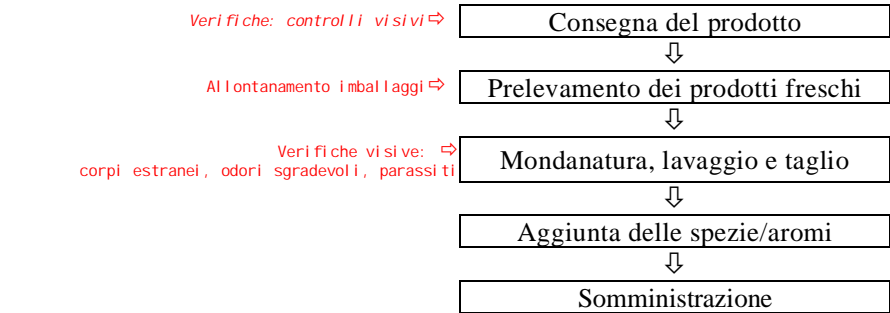 Verifiche: controlli visivi⇨ Consegna del prodotto
⇩
Allontanamento imballaggi⇨ Prelevamento dei prodotti freschi
⇩
Verifiche visive: ⇨
corpi estranei, odori sgradevoli, parassiti
Mondanatura, lavaggio e taglio
⇩
Aggiunta delle spezie/aromi
⇩
Somministrazione